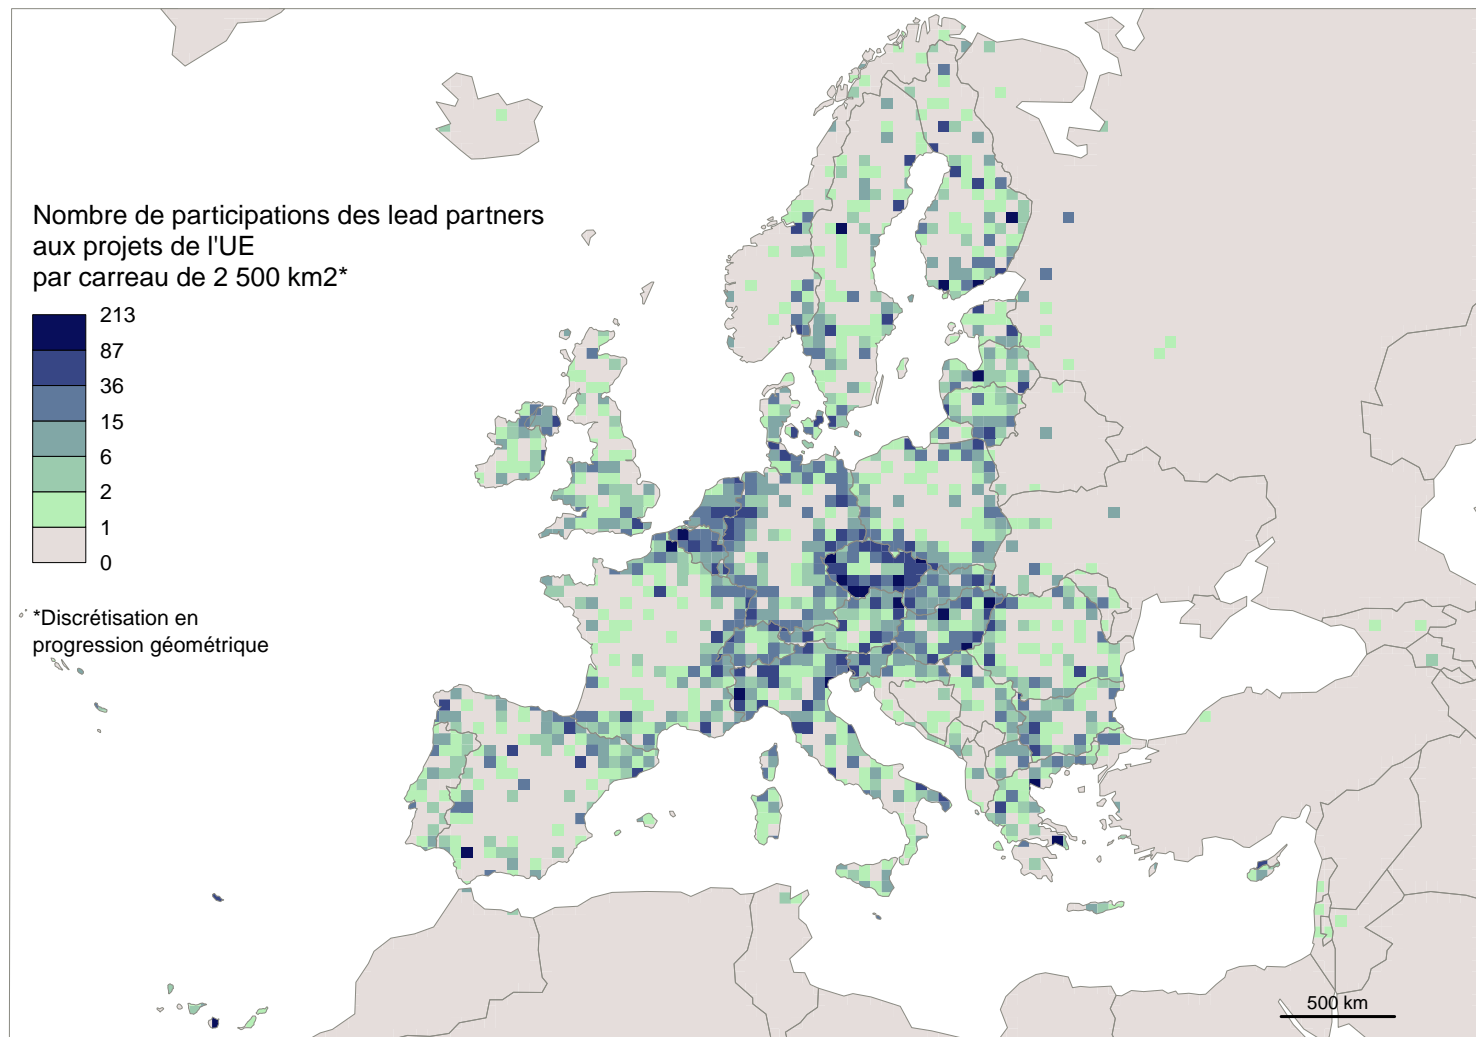 Nombre de participations des lead partners
aux projets de l'UE
par carreau de 2 500 km2*
213
87
36
15
6
2
1
0
*Discrétisation en
progression géométrique
500 km